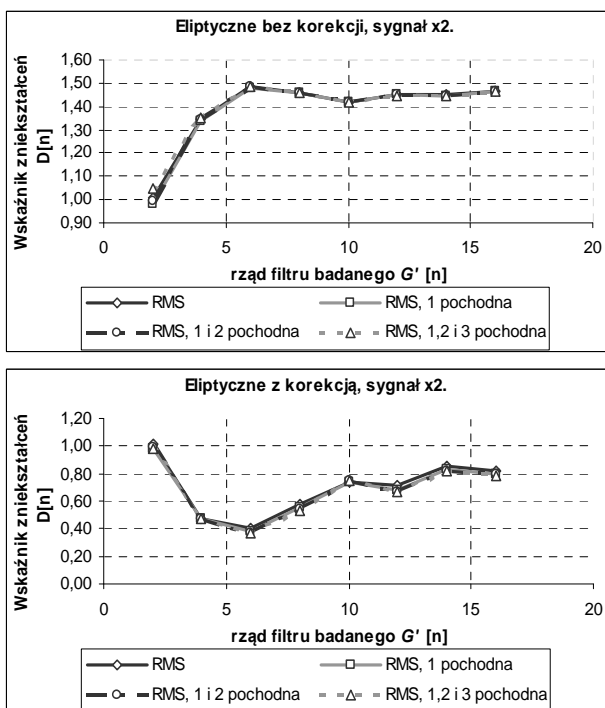 Eliptyczne bez korekcji, sygnał x2.
Wskaźnik zniekształceń
D[n]
1,60
1,50
1,40
1,30
1,20
1,10
1,00
0,90
0 5 10 15 20
rząd filtru badanego G' [n]
RMS
RMS, 1 pochodna
RMS, 1 i 2 pochodna
RMS, 1,2 i 3 pochodna
Eliptyczne z korekcją, sygnał x2.
Wskaźnik zniekształceń
D[n]
1,20
1,00
0,80
0,60
0,40
0,20
0,00
0 5 10 15 20
rząd filtru badanego G' [n]
RMS
RMS, 1 pochodna
RMS, 1 i 2 pochodna
RMS, 1,2 i 3 pochodna